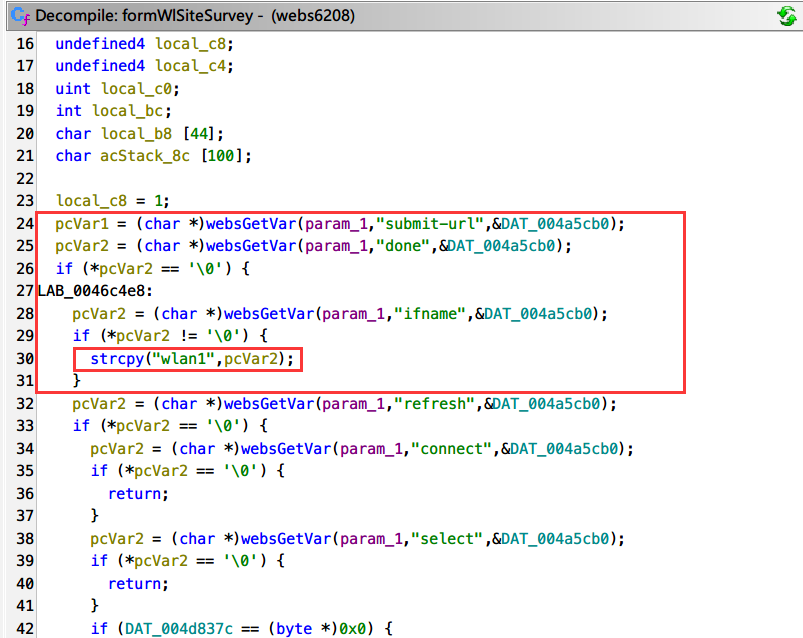 Decompile: formWlSiteSurvey - (webs6208)
16 undefined4 local_c8;
17 undefined4 local_c4;
18 uint local_c0;
19 int local_bc;
20 char local_b8 [44];
21 char acStack_8c [100];
22
23 local_c8 = 1;
24 pcVar1 = (char *)websGetVar(param_1,"submit-url",&DAT_004a5cb0);
25 pcVar2 = (char *)websGetVar(param_1,"done",&DAT_004a5cb0);
26 if (*pcVar2 == '\0') {
27 LAB_0046c4e8:
28 pcVar2 = (char *)websGetVar(param_1,"ifname",&DAT_004a5cb0);
29 if (*pcVar2 != '\0') {
30 strcpy("wlan1",pcVar2);
31 }
32 pcVar2 = (char *)websGetVar(param_1,"refresh",&DAT_004a5cb0);
33 if (*pcVar2 == '\0') {
34 pcVar2 = (char *)websGetVar(param_1,"connect",&DAT_004a5cb0);
35 if (*pcVar2 == '\0') {
36 return;
37 }
38 pcVar2 = (char *)websGetVar(param_1,"select",&DAT_004a5cb0);
39 if (*pcVar2 == '\0') {
40 return;
41 }
42 if (DAT_004d837c == (byte *)0x0) {